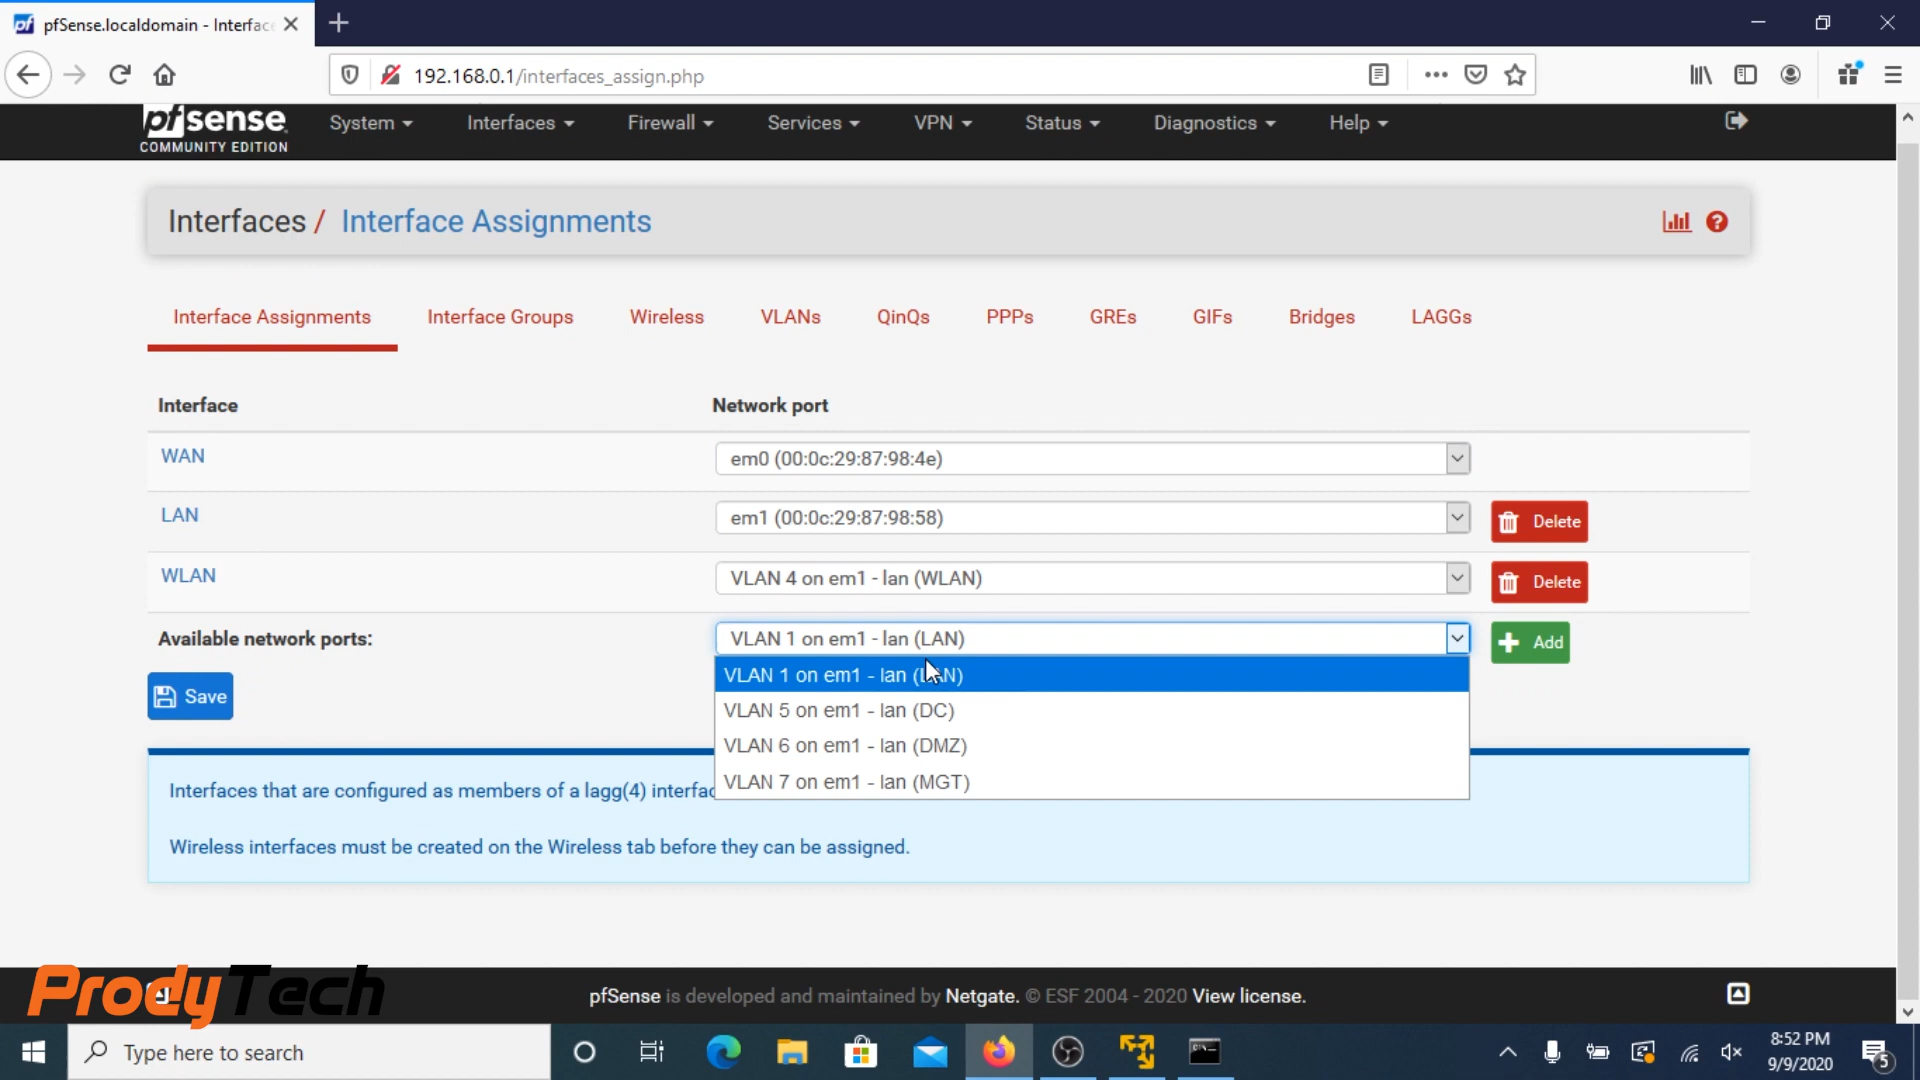 pfSense.localdomain - Interface
192.168.0.1/interfaces_assign.php
pfsense
COMMUNITY EDITION
System
Interfaces
Firewall
Services
VPN
Status
Diagnostics
Help
Interfaces / Interface Assignments
Interface Assignments
Interface Groups
Wireless
VLANs
QinQs
PPPs
GREs
GIFs
Bridges
LAGGs
Interface
Network port
WAN
em0 (00:0c:29:87:98:4e)
LAN
em1 (00:0c:29:87:98:58)
Delete
WLAN
VLAN 4 on em1 - lan (WLAN)
Delete
Available network ports:
VLAN 1 on em1 - lan (LAN)
Add
VLAN 1 on em1 - lan (LAN)
VLAN 5 on em1 - lan (DC)
VLAN 6 on em1 - lan (DMZ)
VLAN 7 on em1 - lan (MGT)
Save
Interfaces that are configured as members of a lagg(4)
Wireless interfaces must be created on the Wireless tab before they can be assigned.
ProdyTech
pfSense is developed and maintained by Netgate. © ESF 2004 - 2020 View license.
Type here to search
8:52 PM
9/9/2020
5